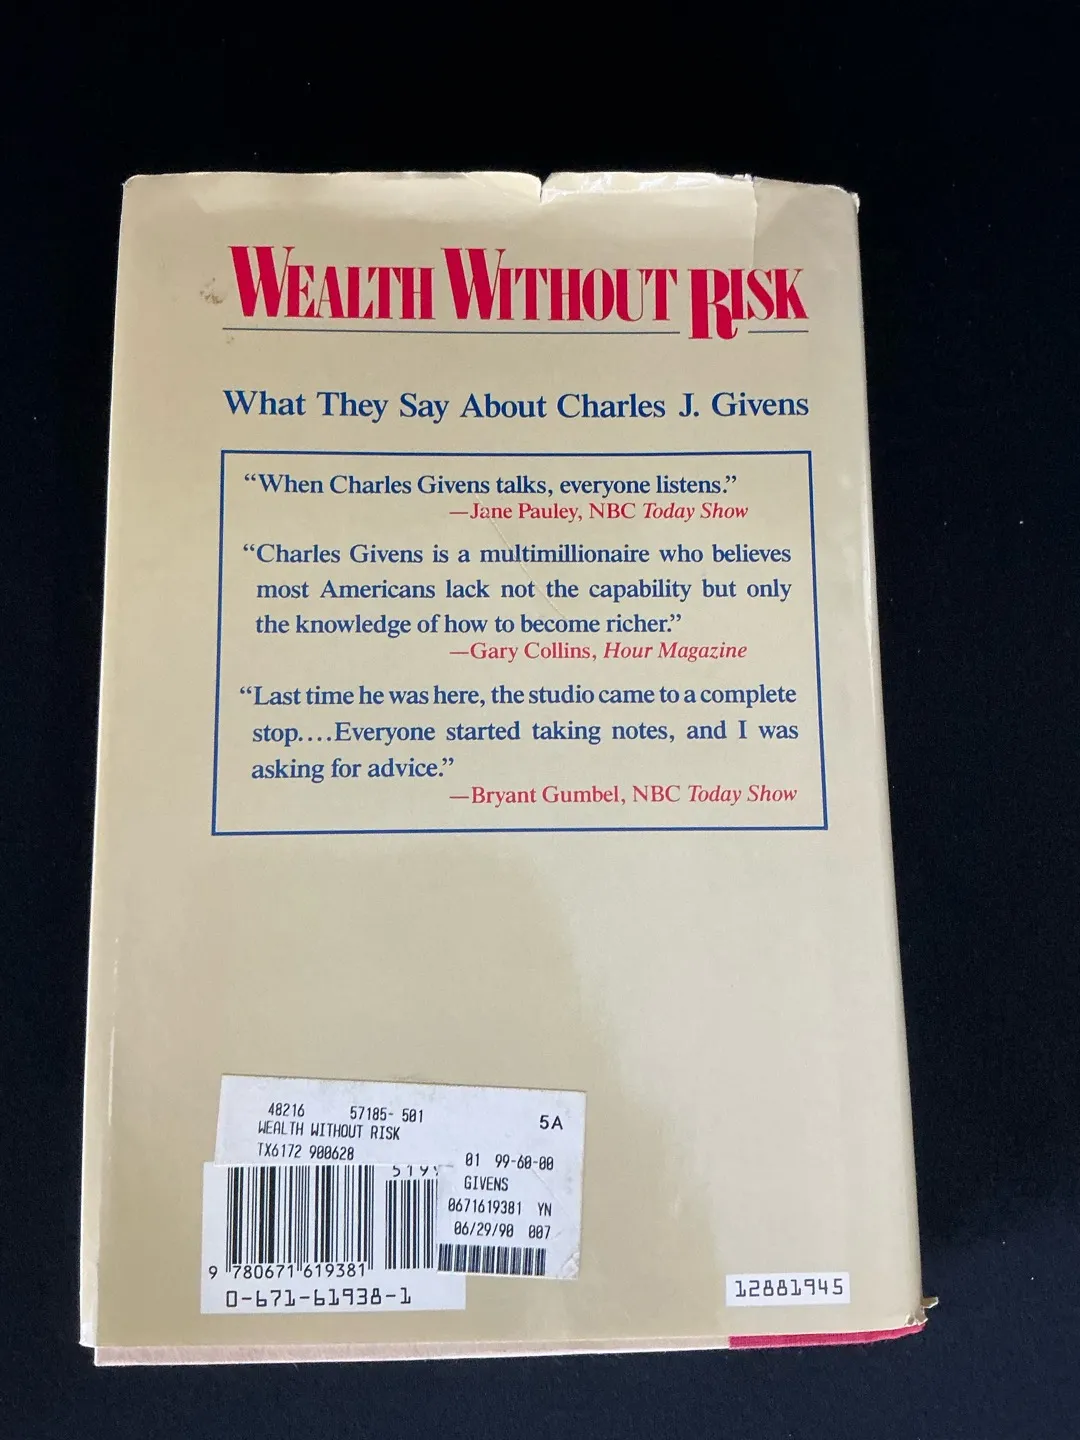 WEALTH WITHOUT RISK
What They Say About Charles J. Givens
“When Charles Givens talks, everyone listens.”
—Jane Pauley, NBC Today Show
“Charles Givens is a multimillionaire who believes
most Americans lack not the capability but only
the knowledge of how to become richer.”
—Gary Collins, Hour Magazine
“Last time he was here, the studio came to a complete
stop....Everyone started taking notes, and I was
asking for advice.”
—Bryant Gumbel, NBC Today Show
48216 57185- 501
5A
WEALTH WITHOUT RISK
TX6172 900628
01 99-60-00
GIVENS
0671619381 YN
06/29/90 007
9 780671 619381
0-671-61938-1
12881945